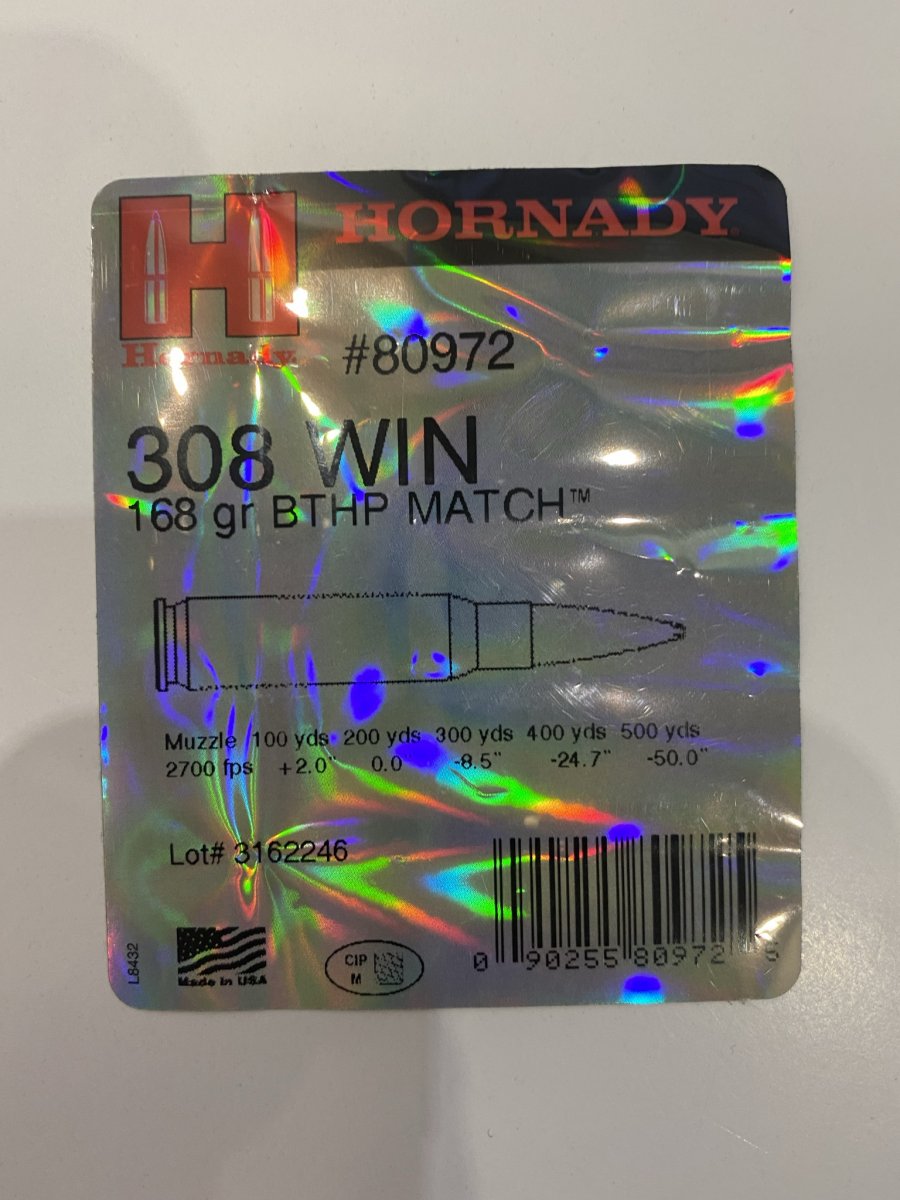 HORNADY®
Hornady
#80972
308 WIN
168 gr BTHP MATCH™
Muzzle 100 yds 200 yds 300 yds 400 yds 500 yds
2700 fps +2.0" 0.0 -8.5" -24.7" -50.0"
Lot# 3162246
L8432
Made in USA
CIP
M
0 90255 80972 5